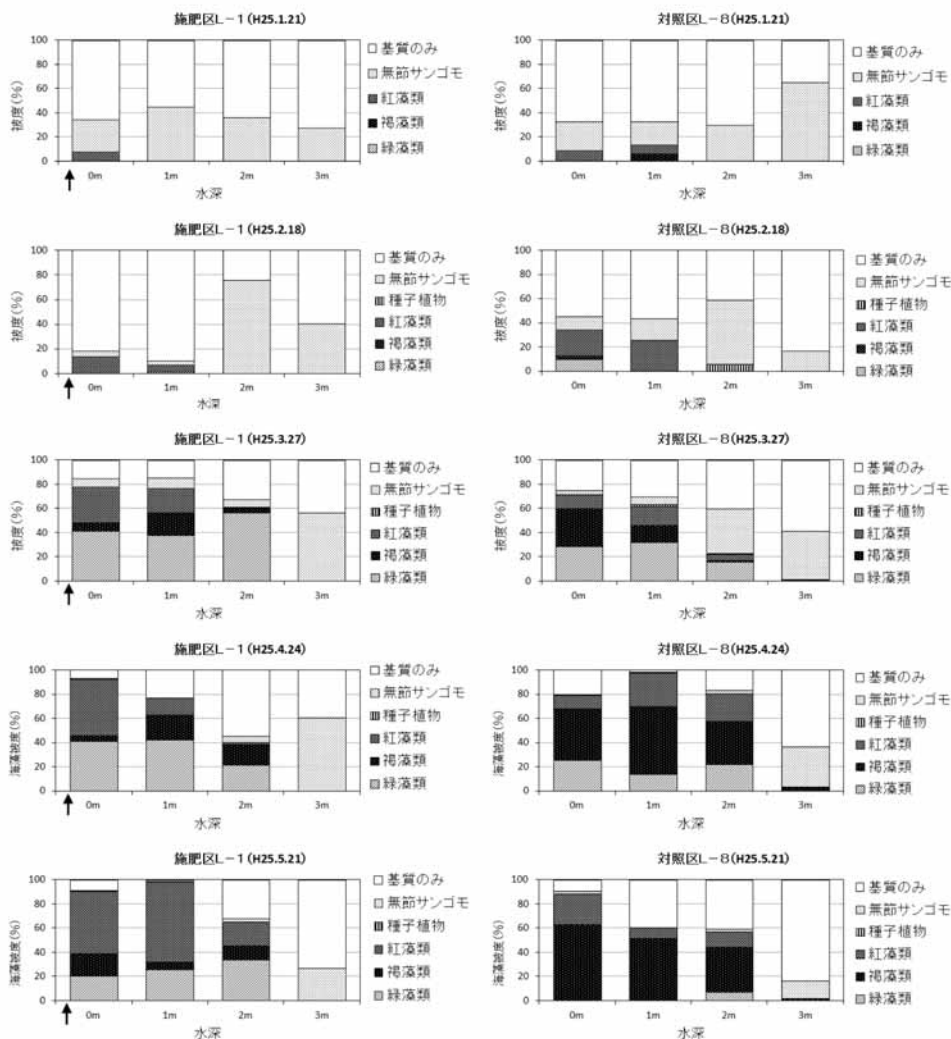 施肥区L-1(H25.1.21)
被度(%)
100
80
60
40
20
0
0m 1m 2m 3m
水深
基質のみ
無節サンゴモ
紅藻類
褐藻類
緑藻類
対照区L-8(H25.1.21)
被度(%)
100
80
60
40
20
0
0m 1m 2m 3m
水深
基質のみ
無節サンゴモ
紅藻類
褐藻類
緑藻類
施肥区L-1(H25.2.18)
被度(%)
100
80
60
40
20
0
0m 1m 2m 3m
水深
基質のみ
無節サンゴモ
種子植物
紅藻類
褐藻類
緑藻類
対照区L-8(H25.2.18)
被度(%)
100
80
60
40
20
0
0m 1m 2m 3m
水深
基質のみ
無節サンゴモ
種子植物
紅藻類
褐藻類
緑藻類
施肥区L-1(H25.3.27)
被度(%)
100
80
60
40
20
0
0m 1m 2m 3m
水深
基質のみ
無節サンゴモ
種子植物
紅藻類
褐藻類
緑藻類
対照区L-8(H25.3.27)
被度(%)
100
80
60
40
20
0
0m 1m 2m 3m
水深
基質のみ
無節サンゴモ
種子植物
紅藻類
褐藻類
緑藻類
施肥区L-1(H25.4.24)
海藻被度(%)
100
80
60
40
20
0
0m 1m 2m 3m
水深
基質のみ
無節サンゴモ
種子植物
紅藻類
褐藻類
緑藻類
対照区L-8(H25.4.24)
海藻被度(%)
100
80
60
40
20
0
0m 1m 2m 3m
水深
基質のみ
無節サンゴモ
種子植物
紅藻類
褐藻類
緑藻類
施肥区L-1(H25.5.21)
海藻被度(%)
100
80
60
40
20
0
0m 1m 2m 3m
水深
基質のみ
無節サンゴモ
種子植物
紅藻類
褐藻類
緑藻類
対照区L-8(H25.5.21)
海藻被度(%)
100
80
60
40
20
0
0m 1m 2m 3m
水深
基質のみ
無節サンゴモ
種子植物
紅藻類
褐藻類
緑藻類